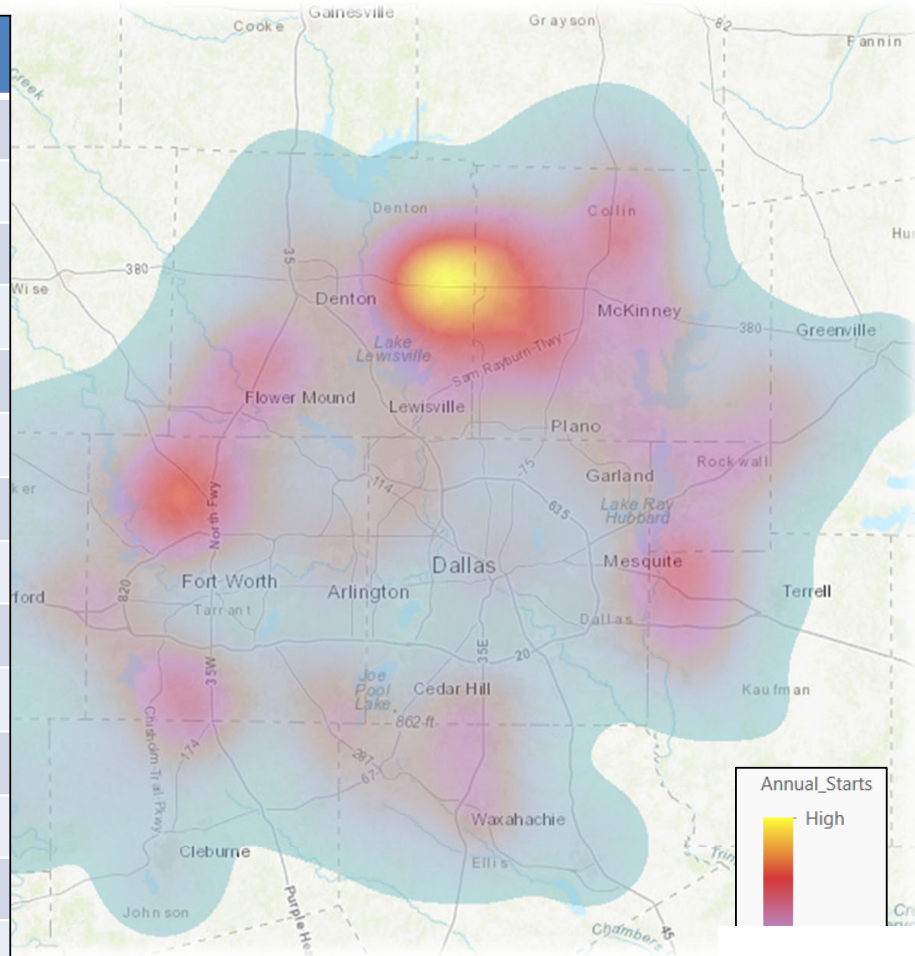 Gainesville
Cooke
Grayson
82
Fannin
Creek
Denton
Collin
35
380
Wise
Denton
McKinney
380
Greenville
Lake
Lewisville
Sam-Rayburn-Tlwy
Flower Mound
Lewisville
Plano
75
Rockwall
Garland
114
635
Lake Ray
Hubbard
North Fwy
Dallas
Mesquite
Fort Worth
Arlington
Terrell
820
Tarrant
Dallas
35E
20
35W
Joe
Pool
Lake
Cedar Hill
Kaufman
862-ft
Chisholm-Trail-Pkwy
174
287
67
Annual_Starts
High
Waxahachie
Cleburne
Ellis
Johnson
Chambers
45